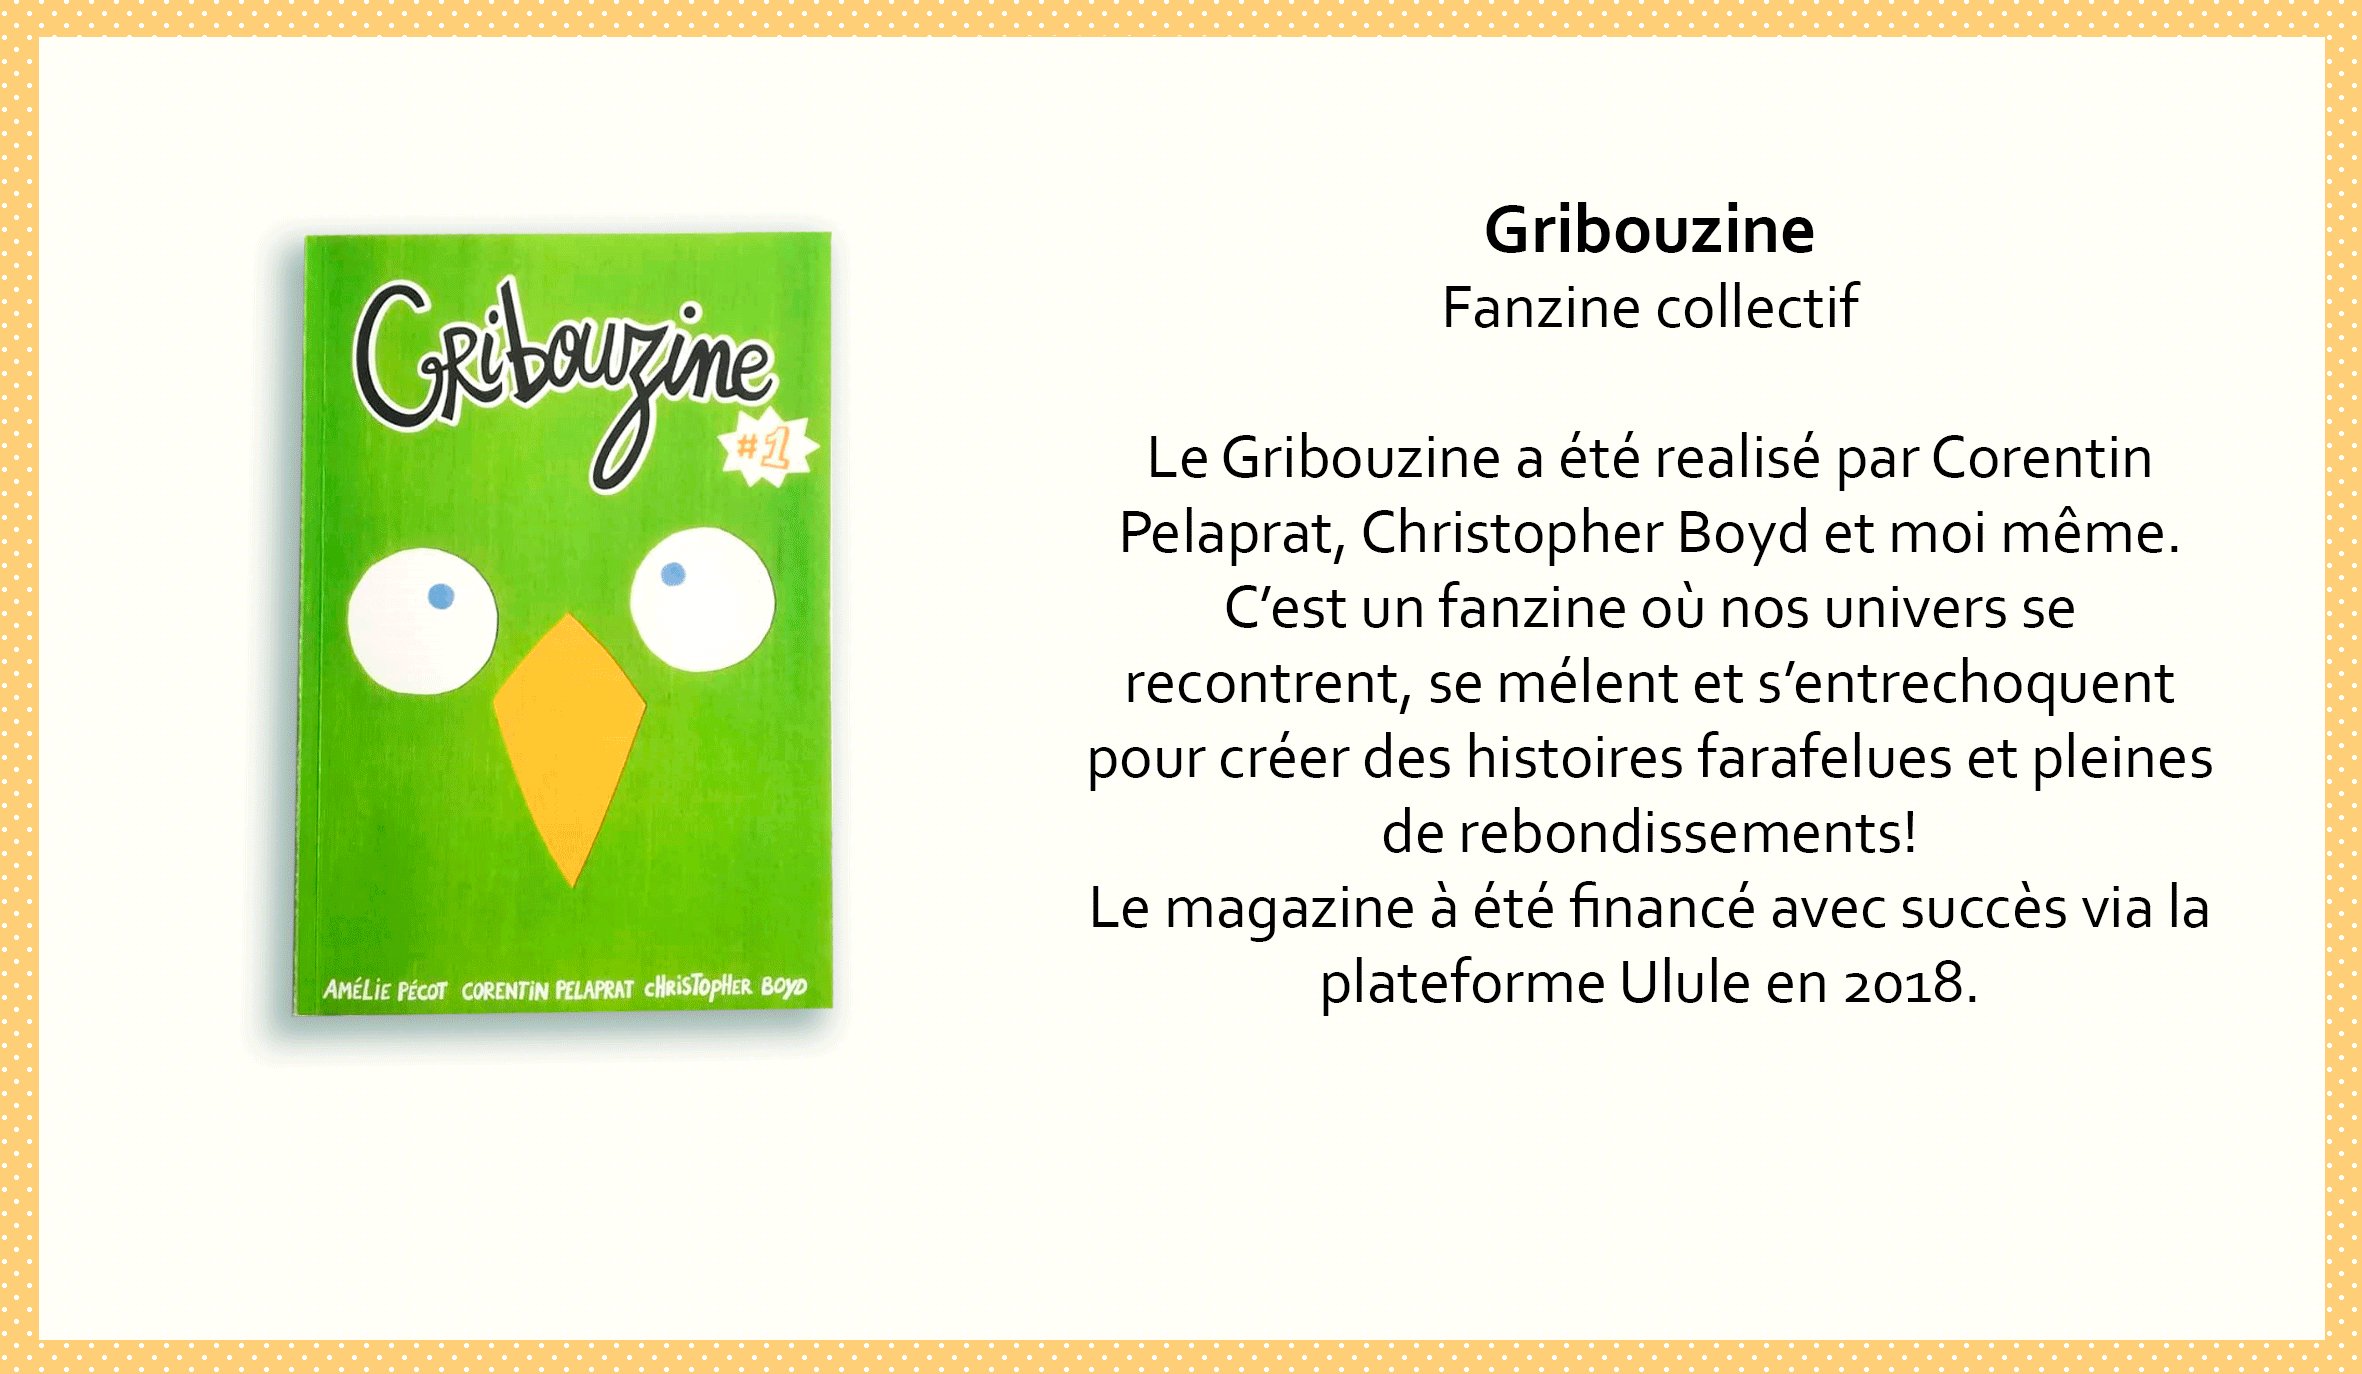 Gribouzine
#1
AMÉLIE PÉCOT CORENTIN PELAPRAT CHRISTOPHER BOYD
Gribouzine
Fanzine collectif
Le Gribouzine a été realisé par Corentin
Pelaprat, Christopher Boyd et moi même.
C’est un fanzine où nos univers se
recontrent, se mélent et s’entrechoquent
pour créer des histoires farafelues et pleines
de rebondissements!
Le magazine à été financé avec succès via la
plateforme Ulule en 2018.